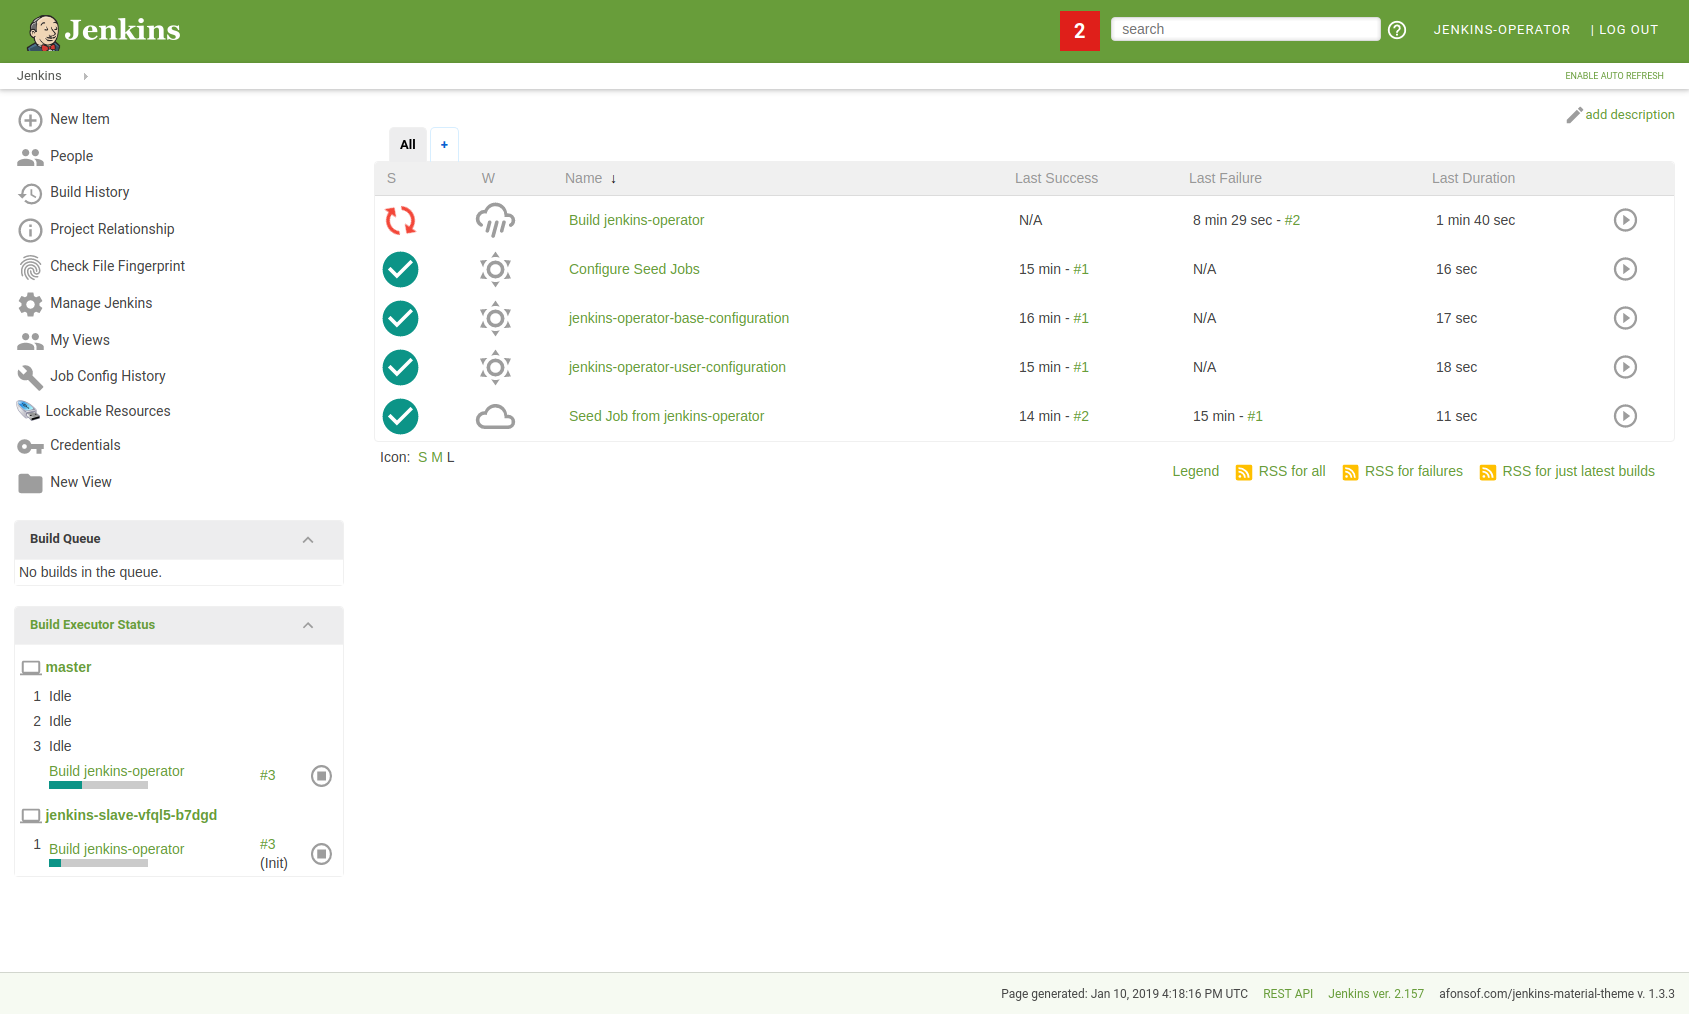 Jenkins
2
search
JENKINS-OPERATOR
| LOG OUT
Jenkins
ENABLE AUTO REFRESH
New Item
People
Build History
Project Relationship
Check File Fingerprint
Manage Jenkins
My Views
Job Config History
Lockable Resources
Credentials
New View
Build Queue
No builds in the queue.
Build Executor Status
master
1 Idle
2 Idle
3 Idle
Build jenkins-operator #3
jenkins-slave-vfql5-b7dgd
1 Build jenkins-operator #3
(Init)
add description
All +
S W Name ↓ Last Success Last Failure Last Duration
Build jenkins-operator N/A 8 min 29 sec - #2 1 min 40 sec
Configure Seed Jobs 15 min - #1 N/A 16 sec
jenkins-operator-base-configuration 16 min - #1 N/A 17 sec
jenkins-operator-user-configuration 15 min - #1 N/A 18 sec
Seed Job from jenkins-operator 14 min - #2 15 min - #1 11 sec
Icon: S M L
Legend RSS for all RSS for failures RSS for just latest builds
Page generated: Jan 10, 2019 4:18:16 PM UTC REST API Jenkins ver. 2.157 afonsof.com/jenkins-material-theme v. 1.3.3